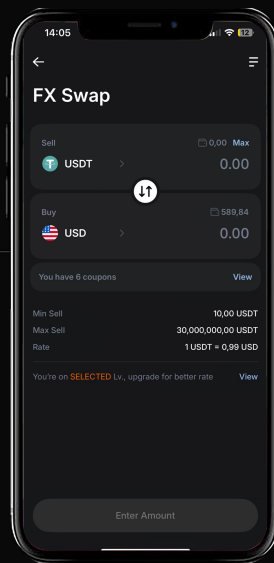 14:05
12
FX Swap
Sell 0,00 Max
USDT 0.00
Buy 589,84
USD 0.00
You have 6 coupons View
Min Sell 10,00 USDT
Max Sell 30,000,000,00 USDT
Rate 1 USDT = 0,99 USD
You're on SELECTED Lv., upgrade for better rate View
Enter Amount